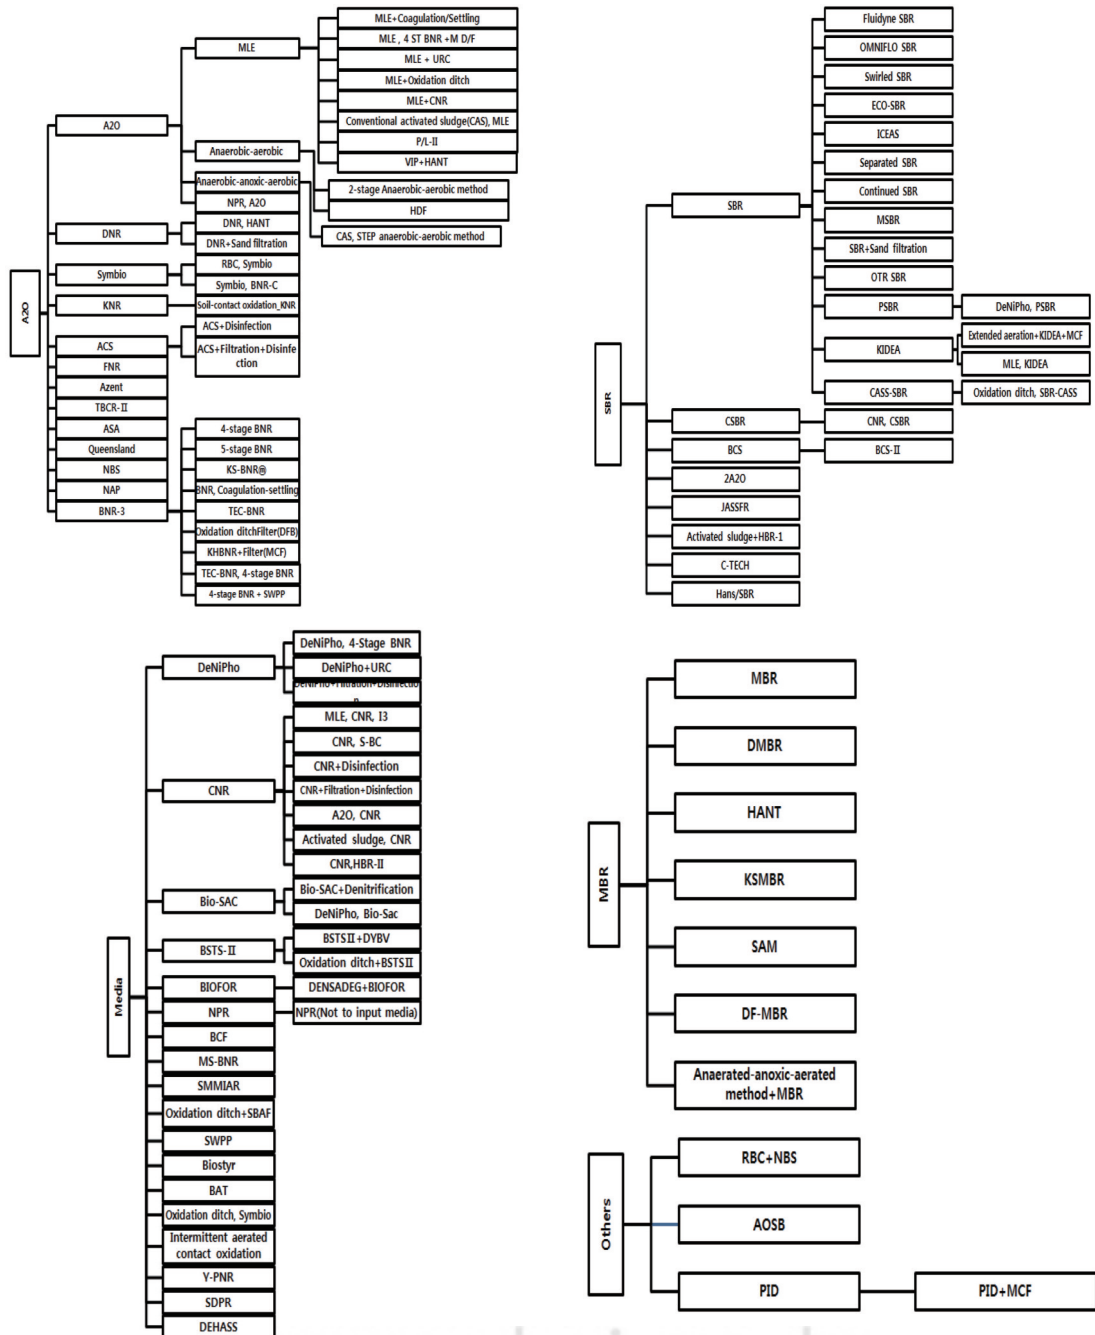 A2O
A2O
MLE
MLE+Coagulation/Settling
MLE , 4 ST BNR +M D/F
MLE + URC
MLE+Oxidation ditch
MLE+CNR
Conventional activated sludge(CAS), MLE
P/L-II
VIP+HANT
Anaerobic-aerobic
2-stage Anaerobic-aerobic method
HDF
Anaerobic-anoxic-aerobic
CAS, STEP anaerobic-aerobic method
NPR, A2O
DNR
DNR, HANT
DNR+Sand filtration
Symbio
RBC, Symbio
Symbio, BNR-C
KNR
Soil-contact oxidation_KNR
ACS
ACS+Disinfection
ACS+Filtration+Disinfe
ction
FNR
Azent
TBCR-II
ASA
Queensland
NBS
NAP
BNR-3
4-stage BNR
5-stage BNR
KS-BNR®
BNR, Coagulation-settling
TEC-BNR
Oxidation ditchFilter(DFB)
KHBNR+Filter(MCF)
TEC-BNR, 4-stage BNR
4-stage BNR + SWPP
SBR
SBR
Fluidyne SBR
OMNIFLO SBR
Swirled SBR
ECO-SBR
ICEAS
Separated SBR
Continued SBR
MSBR
SBR+Sand filtration
OTR SBR
PSBR
DeNiPho, PSBR
KIDEA
Extended aeration+KIDEA+MCF
MLE, KIDEA
CASS-SBR
Oxidation ditch, SBR-CASS
CSBR
CNR, CSBR
BCS
BCS-II
2A2O
JASSFR
Activated sludge+HBR-1
C-TECH
Hans/SBR
Media
DeNiPho
DeNiPho, 4-Stage BNR
DeNiPho+URC
DeNiPho+Filtration+Disinfectio
n
CNR
MLE, CNR, I3
CNR, S-BC
CNR+Disinfection
CNR+Filtration+Disinfection
A2O, CNR
Activated sludge, CNR
CNR,HBR-II
Bio-SAC
Bio-SAC+Denitrification
DeNiPho, Bio-Sac
BSTS-II
BSTSII+DYBV
Oxidation ditch+BSTSII
BIOFOR
DENSADEG+BIOFOR
NPR
NPR(Not to input media)
BCF
MS-BNR
SMMIAR
Oxidation ditch+SBAF
SWPP
Biostyr
BAT
Oxidation ditch, Symbio
Intermittent aerated
contact oxidation
Y-PNR
SDPR
DEHASS
MBR
MBR
DMBR
HANT
KSMBR
SAM
DF-MBR
Anaerated-anoxic-aerated
method+MBR
Others
RBC+NBS
AOSB
PID
PID+MCF